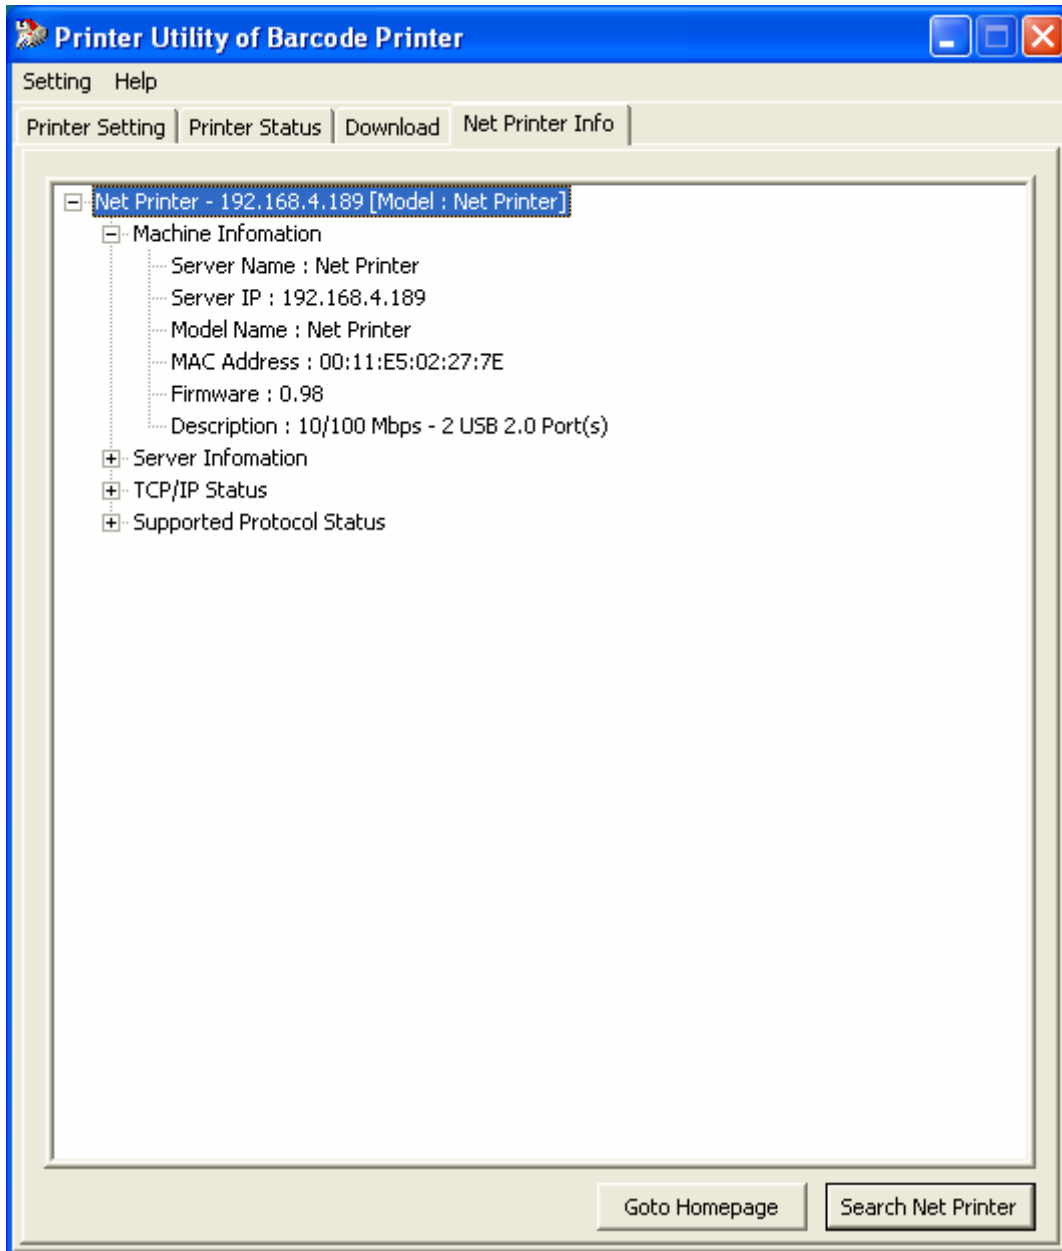 Printer Utility of Barcode Printer
Setting Help
Printer Setting Printer Status Download Net Printer Info
Net Printer - 192.168.4.189 [Model : Net Printer]
Machine Infomation
Server Name : Net Printer
Server IP : 192.168.4.189
Model Name : Net Printer
MAC Address : 00:11:E5:02:27:7E
Firmware : 0.98
Description : 10/100 Mbps - 2 USB 2.0 Port(s)
Server Infomation
TCP/IP Status
Supported Protocol Status
Goto Homepage Search Net Printer